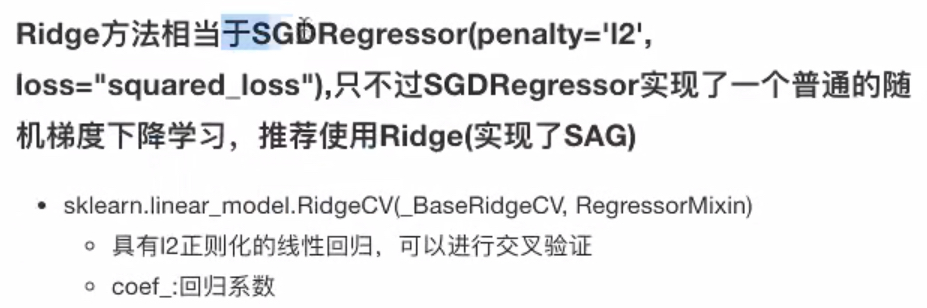 Ridge方法相当于SGDRegressor(penalty='l2',
loss="squared_loss"),只不过SGDRegressor实现了一个普通的随
机梯度下降学习，推荐使用Ridge(实现了SAG)
• sklearn.linear_model.RidgeCV(_BaseRidgeCV, RegressorMixin)
○ 具有l2正则化的线性回归，可以进行交叉验证
○ coef_:回归系数